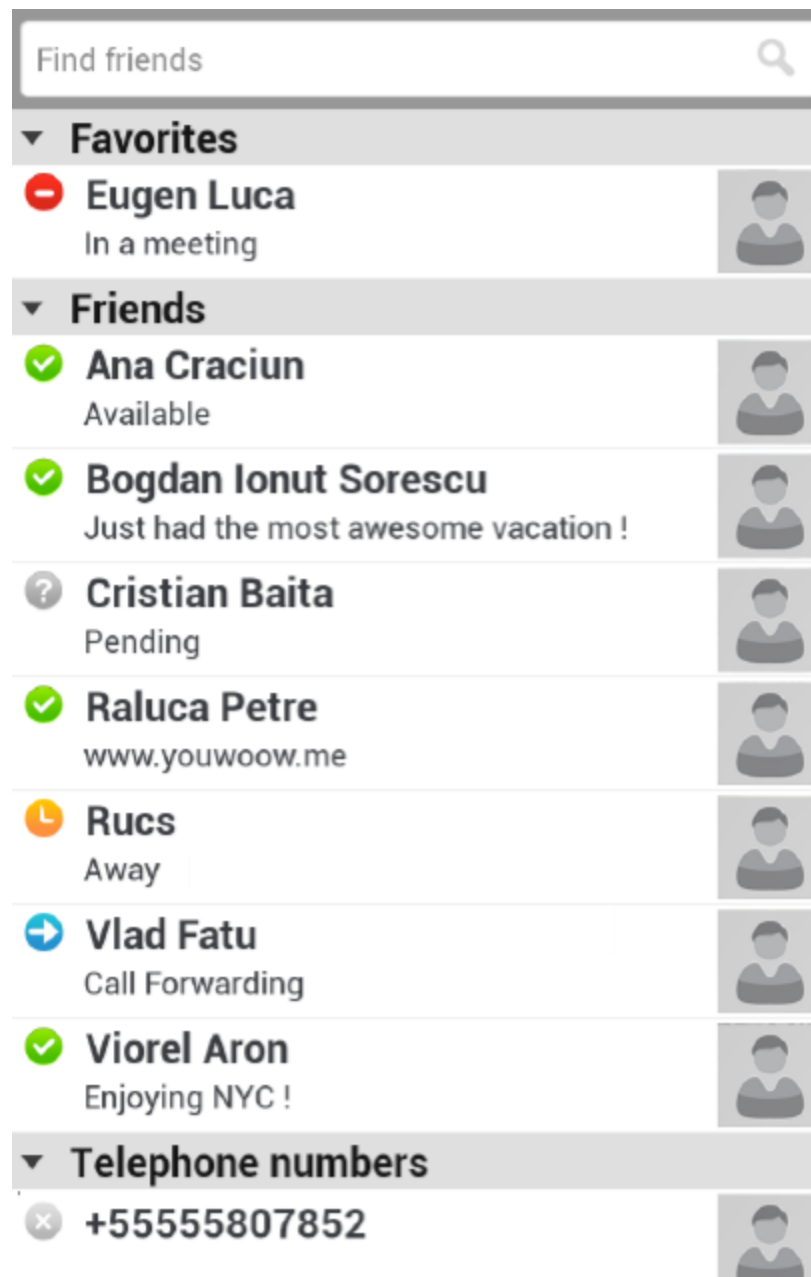 Find friends
Favorites
Eugen Luca
In a meeting
Friends
Ana Craciun
Available
Bogdan Ionut Sorescu
Just had the most awesome vacation !
Cristian Baita
Pending
Raluca Petre
www.youwoow.me
Rucs
Away
Vlad Fatu
Call Forwarding
Viorel Aron
Enjoying NYC !
Telephone numbers
+55555807852